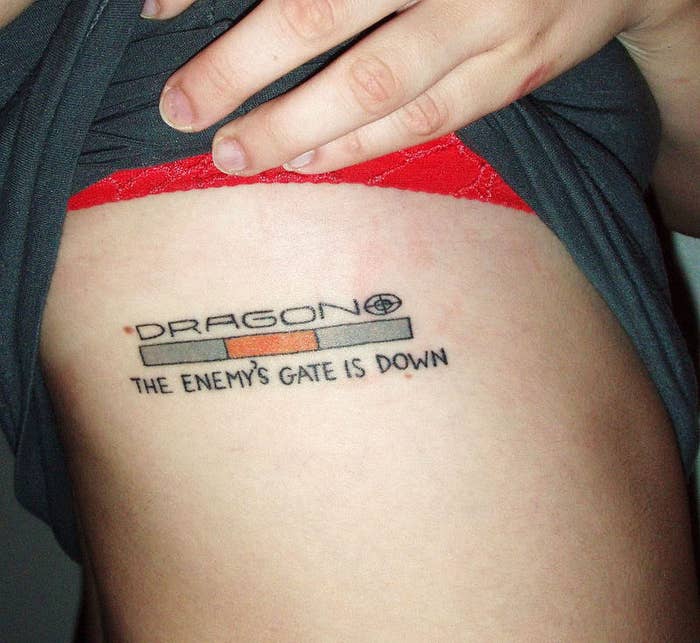 DRAGON
THE ENEMY'S GATE IS DOWN